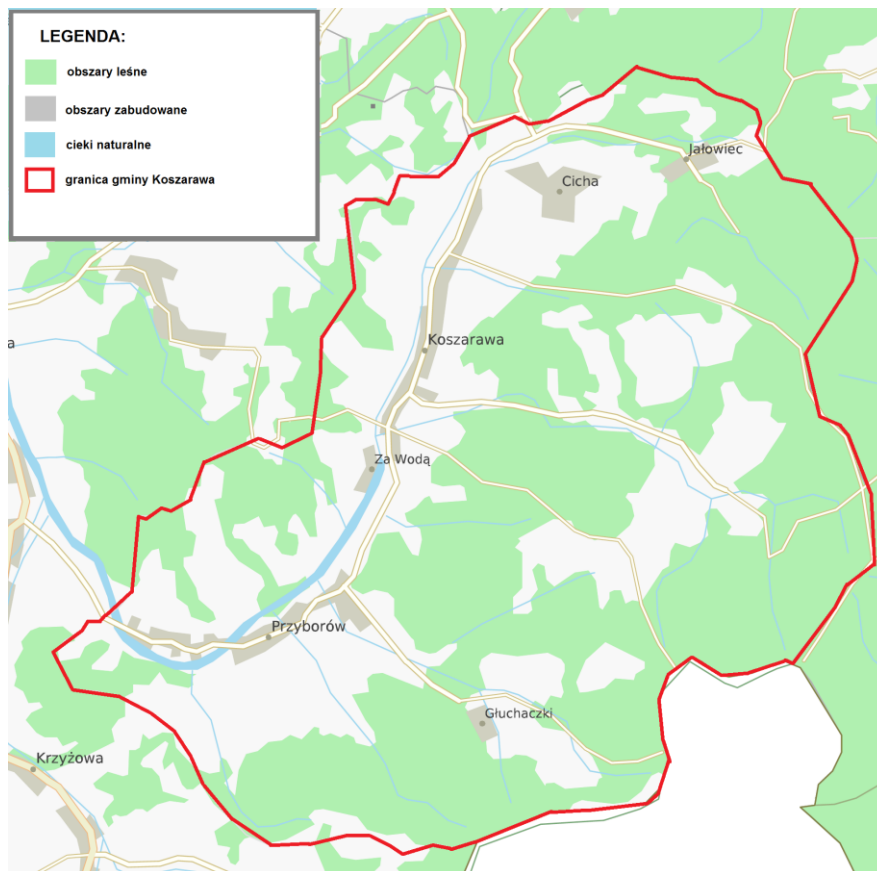 LEGENDA:
obszary leśne
obszary zabudowane
cieki naturalne
granica gminy Koszarawa
Jałowiec
Cicha
Koszarawa
a
Za Wodą
Przyborów
Głuchaczki
Krzyżowa